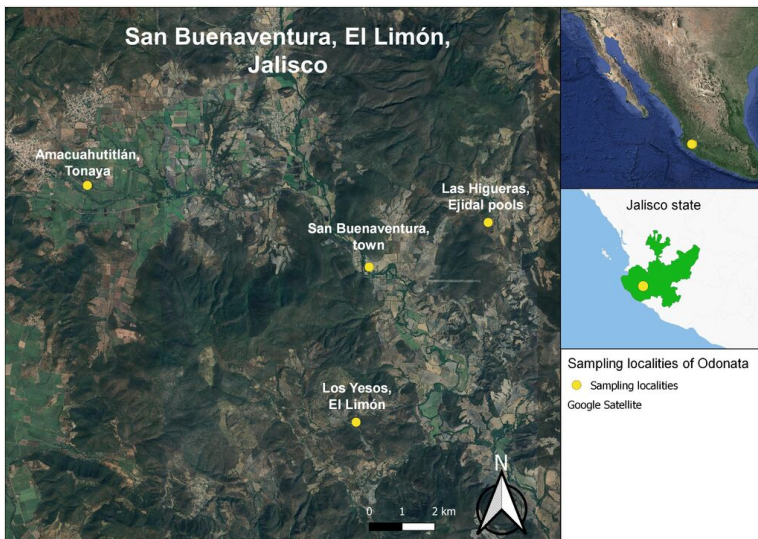 San Buenaventura, El Limón,
Jalisco
Amacuahutitlán,
Tonaya
Las Higueras,
Ejidal pools
San Buenaventura,
town
Los Yesos,
El Limón
N
0 1 2 km
Jalisco state
Sampling localities of Odonata
Sampling localities
Google Satellite